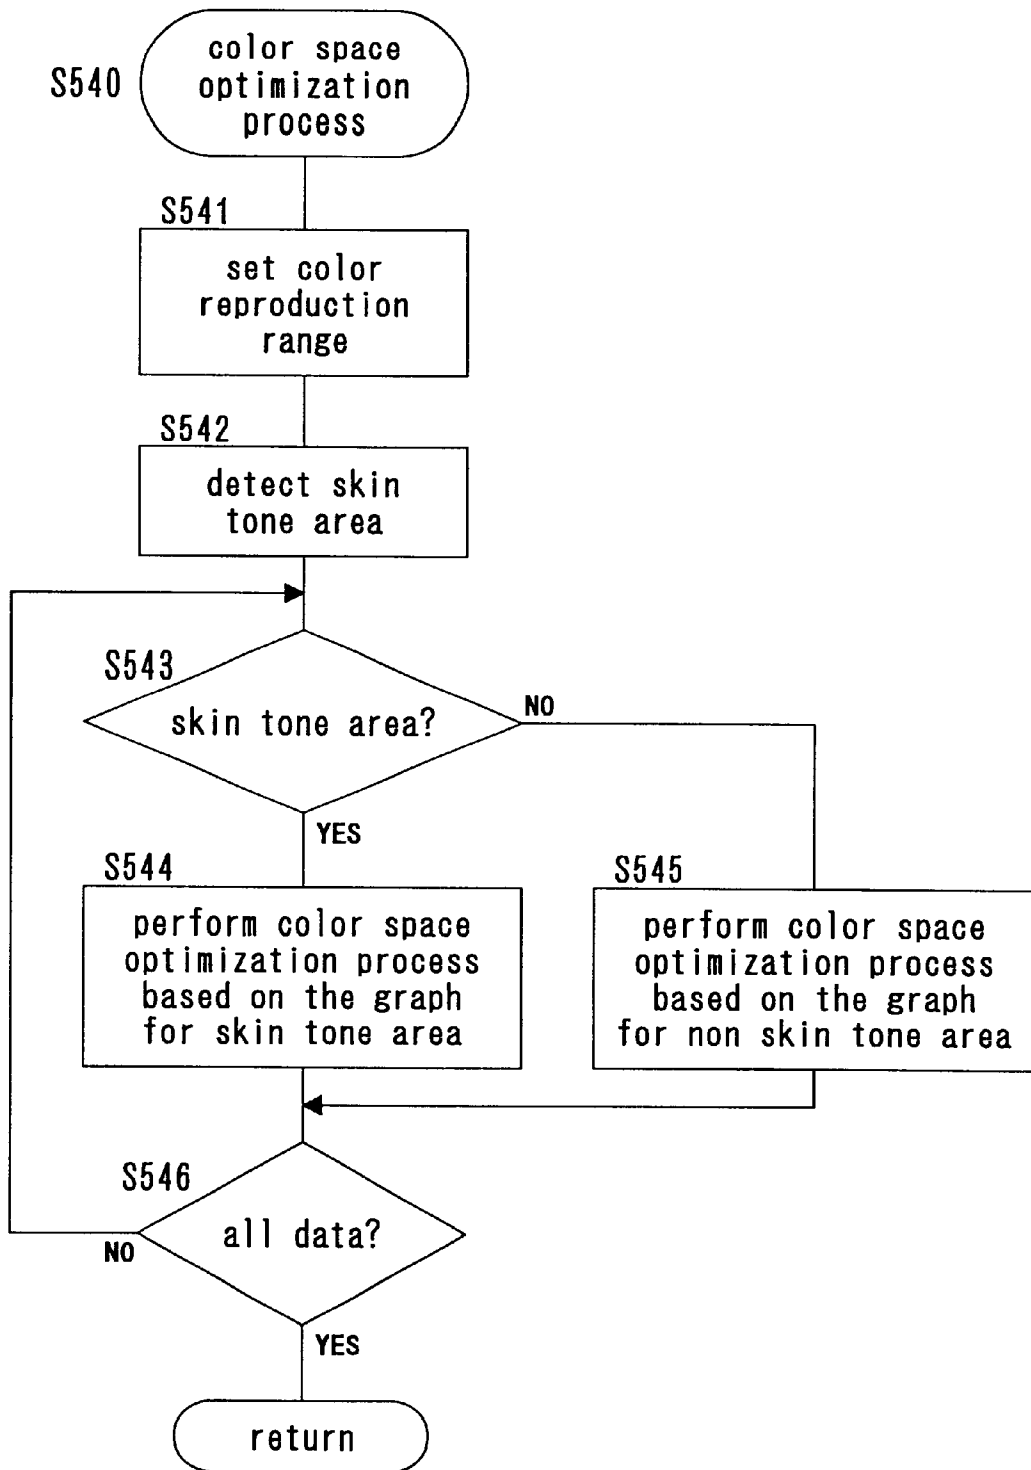 S540
color space
optimization
process
S541
set color
reproduction
range
S542
detect skin
tone area
S543
skin tone area?
NO
YES
S544
perform color space
optimization process
based on the graph
for skin tone area
S545
perform color space
optimization process
based on the graph
for non skin tone area
S546
all data?
NO
YES
return